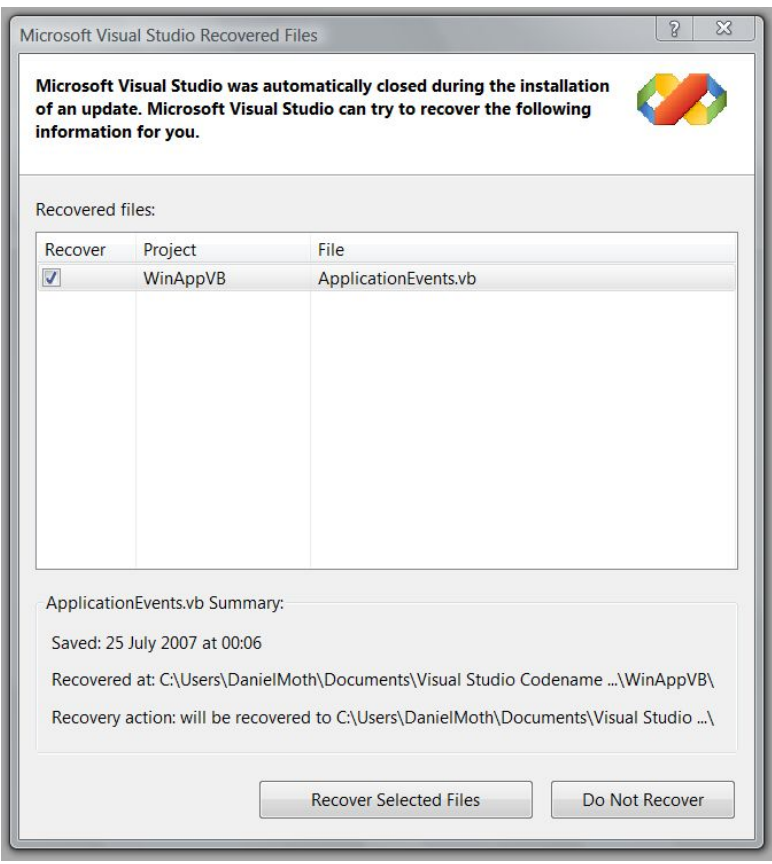 Microsoft Visual Studio Recovered Files
Microsoft Visual Studio was automatically closed during the installation
of an update. Microsoft Visual Studio can try to recover the following
information for you.
Recovered files:
Recover Project File
WinAppVB ApplicationEvents.vb
ApplicationEvents.vb Summary:
Saved: 25 July 2007 at 00:06
Recovered at: C:\Users\DanielMoth\Documents\Visual Studio Codename ...\WinAppVB\
Recovery action: will be recovered to C:\Users\DanielMoth\Documents\Visual Studio ...\
Recover Selected Files Do Not Recover